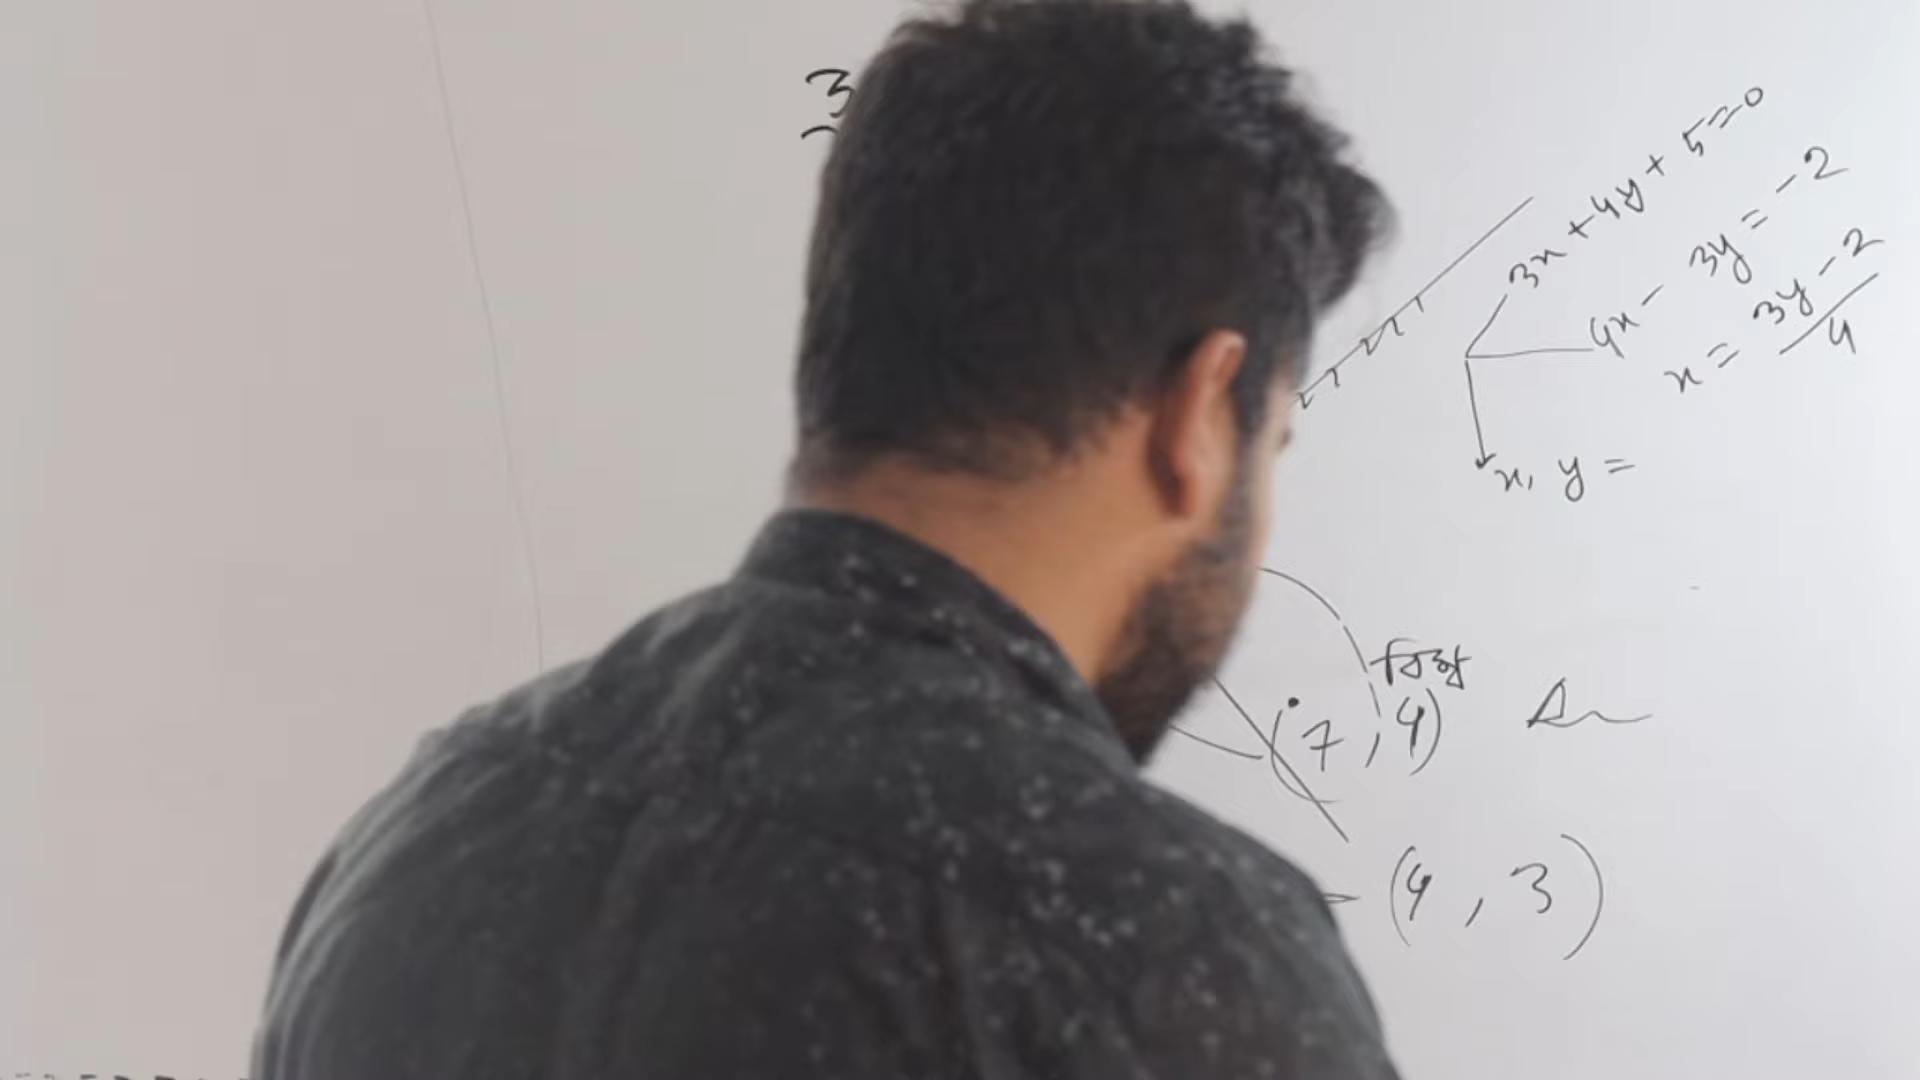 3
3x + 4y + 5 = 0
4x - 3y = -2
x = 3y - 2 / 4
x, y =
(7, 4)
(4, 3)